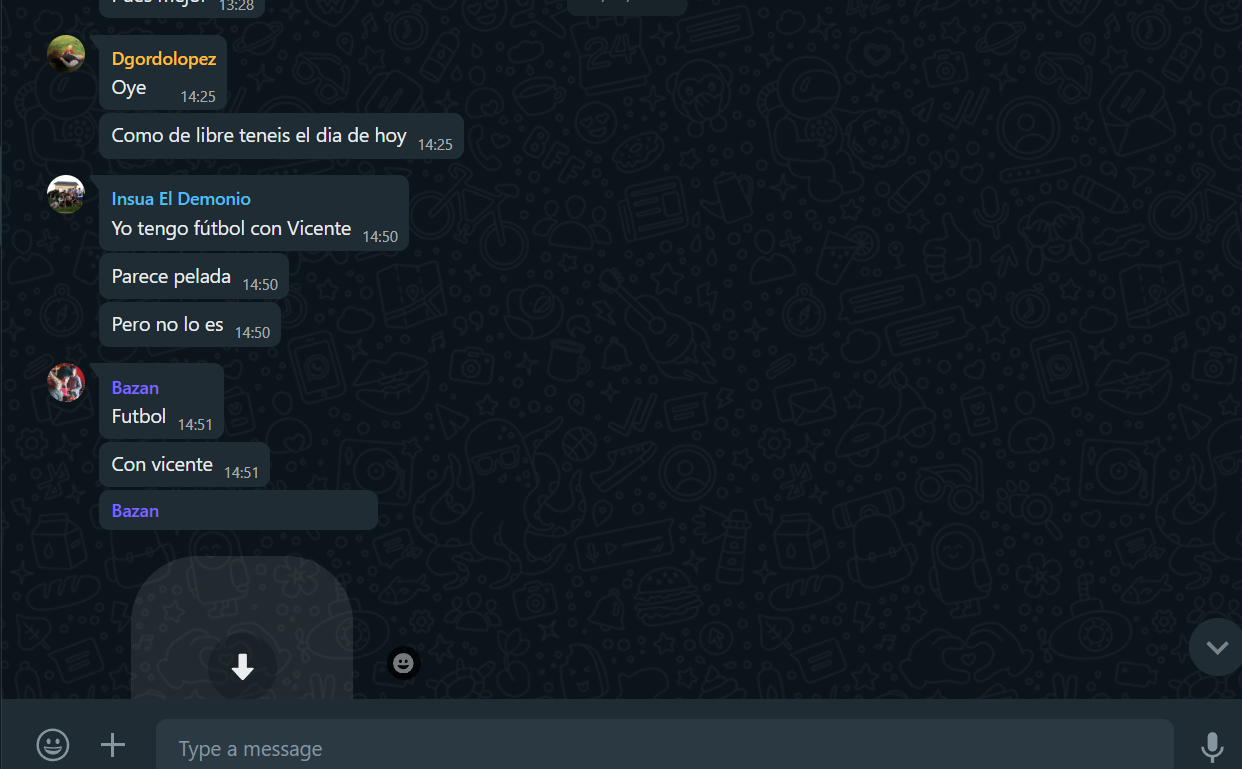 13:28
Dgordolopez
Oye 14:25
Como de libre teneis el dia de hoy 14:25
Insua El Demonio
Yo tengo fútbol con Vicente 14:50
Parece pelada 14:50
Pero no lo es 14:50
Bazan
Futbol 14:51
Con vicente 14:51
Bazan
Type a message